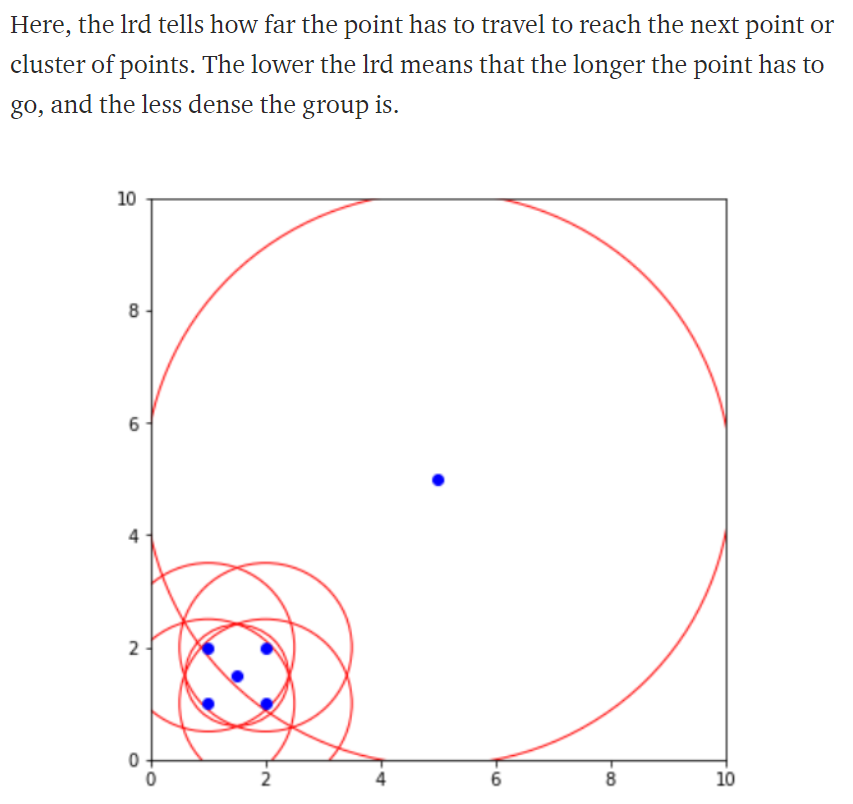 Here, the lrd tells how far the point has to travel to reach the next point or
cluster of points. The lower the lrd means that the longer the point has to
go, and the less dense the group is.
10
8
6
4
2
0
0 2 4 6 8 10